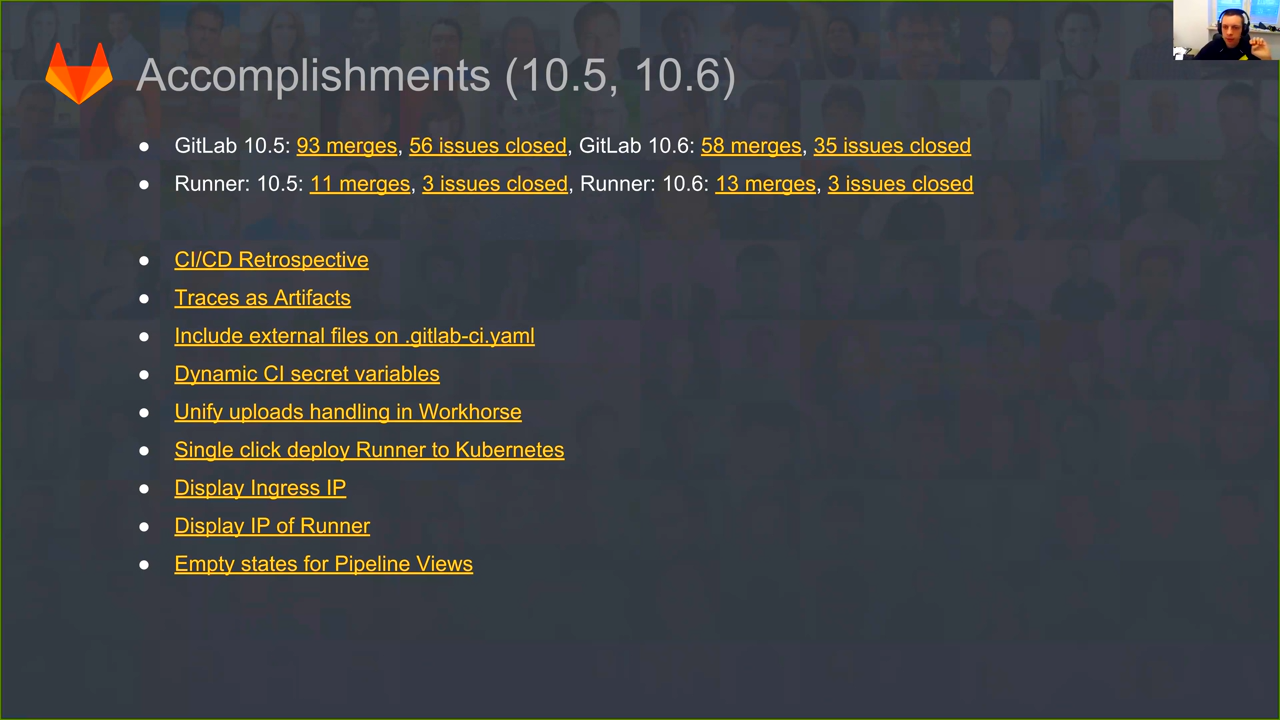 Accomplishments (10.5, 10.6)
● GitLab 10.5: 93 merges, 56 issues closed, GitLab 10.6: 58 merges, 35 issues closed
● Runner: 10.5: 11 merges, 3 issues closed, Runner: 10.6: 13 merges, 3 issues closed
● CI/CD Retrospective
● Traces as Artifacts
● Include external files on .gitlab-ci.yaml
● Dynamic CI secret variables
● Unify uploads handling in Workhorse
● Single click deploy Runner to Kubernetes
● Display Ingress IP
● Display IP of Runner
● Empty states for Pipeline Views